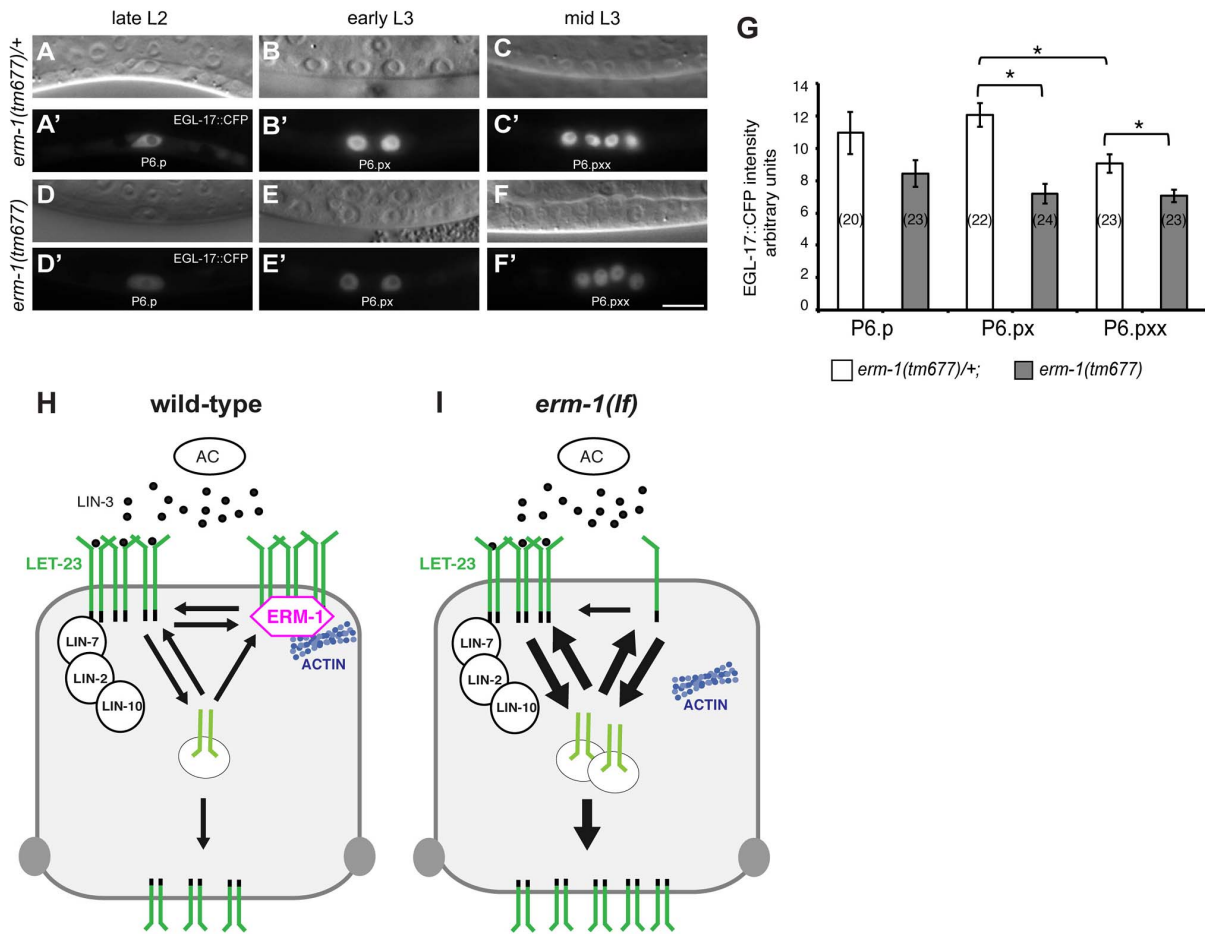 late L2
early L3
mid L3
erm-1(tm677)/+
A
B
C
A' EGL-17::CFP
P6.p
B'
P6.px
C'
P6.pxx
erm-1(tm677)
D
E
F
D' EGL-17::CFP
P6.p
E'
P6.px
F'
P6.pxx
G
EGL-17::CFP intensity
arbitrary units
14
12
10
8
6
4
2
0
*
*
*
(20)
(23)
(22)
(24)
(23)
(23)
P6.p
P6.px
P6.pxx
erm-1(tm677)/+;
erm-1(tm677)
H
wild-type
AC
LIN-3
LET-23
ERM-1
LIN-7
LIN-2
LIN-10
ACTIN
I
erm-1(lf)
AC
LET-23
LIN-7
LIN-2
LIN-10
ACTIN